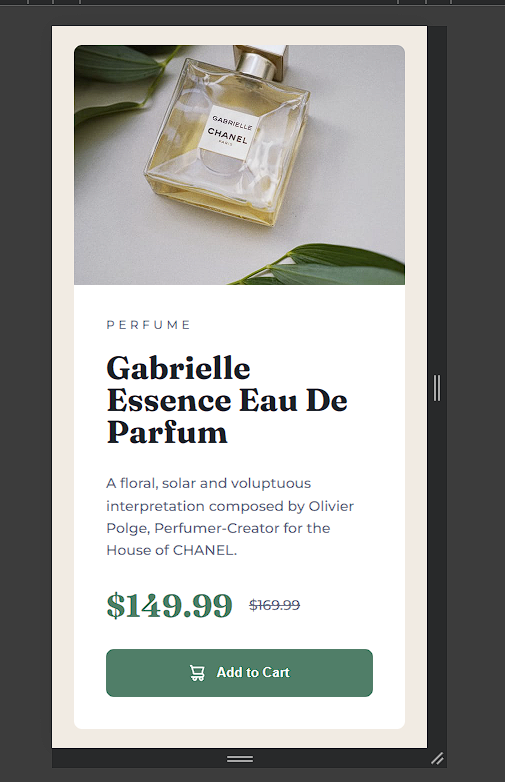 GABRIELLE
CHANEL
PARIS
PERFUME
Gabrielle
Essence Eau De
Parfum
A floral, solar and voluptuous
interpretation composed by Olivier
Polge, Perfumer-Creator for the
House of CHANEL.
$149.99 $169.99
Add to Cart